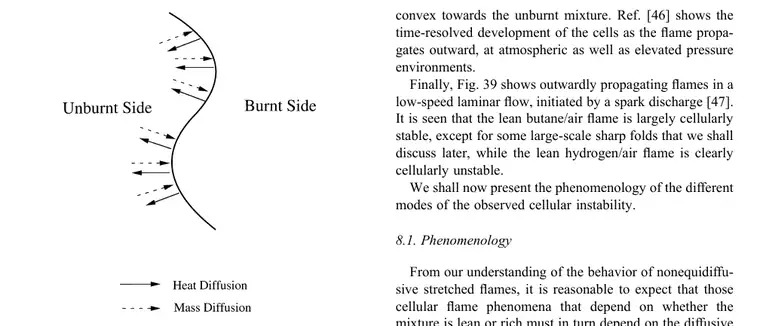 Unburnt Side
Burnt Side
Heat Diffusion
Mass Diffusion
convex towards the unburnt mixture. Ref. [46] shows the
time-resolved development of the cells as the flame propa-
gates outward, at atmospheric as well as elevated pressure
environments.
Finally, Fig. 39 shows outwardly propagating flames in a
low-speed laminar flow, initiated by a spark discharge [47].
It is seen that the lean butane/air flame is largely cellularly
stable, except for some large-scale sharp folds that we shall
discuss later, while the lean hydrogen/air flame is clearly
cellularly unstable.
We shall now present the phenomenology of the different
modes of the observed cellular instability.
8.1. Phenomenology
From our understanding of the behavior of nonequidiffu-
sive stretched flames, it is reasonable to expect that those
cellular flame phenomena that depend on whether the
mixture is lean or rich must in turn depend on the diffusive